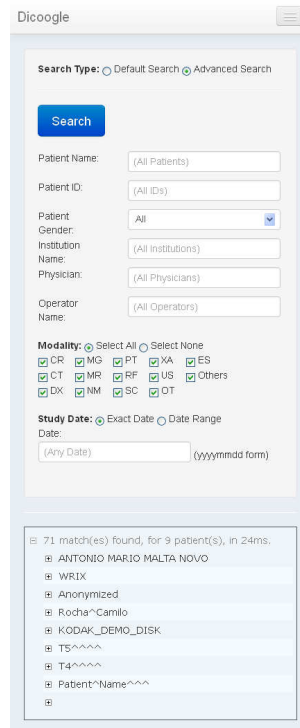 Dicoogle
Search Type: Default Search Advanced Search
Search
Patient Name: (All Patients)
Patient ID: (All IDs)
Patient Gender: All
Institution Name: (All Institutions)
Physician: (All Physicians)
Operator Name: (All Operators)
Modality: Select All Select None
CR MG PT XA ES
CT MR RF US Others
DX NM SC OT
Study Date: Exact Date Date Range
Date:
(Any Date) (yyyymmdd form)
71 match(es) found, for 9 patient(s), in 24ms.
ANTONIO MARIO MALTA NOVO
WRIX
Anonymized
Rocha^Camilo
KODAK_DEMO_DISK
T5^^^^
T4^^^^
Patient^Name^^^